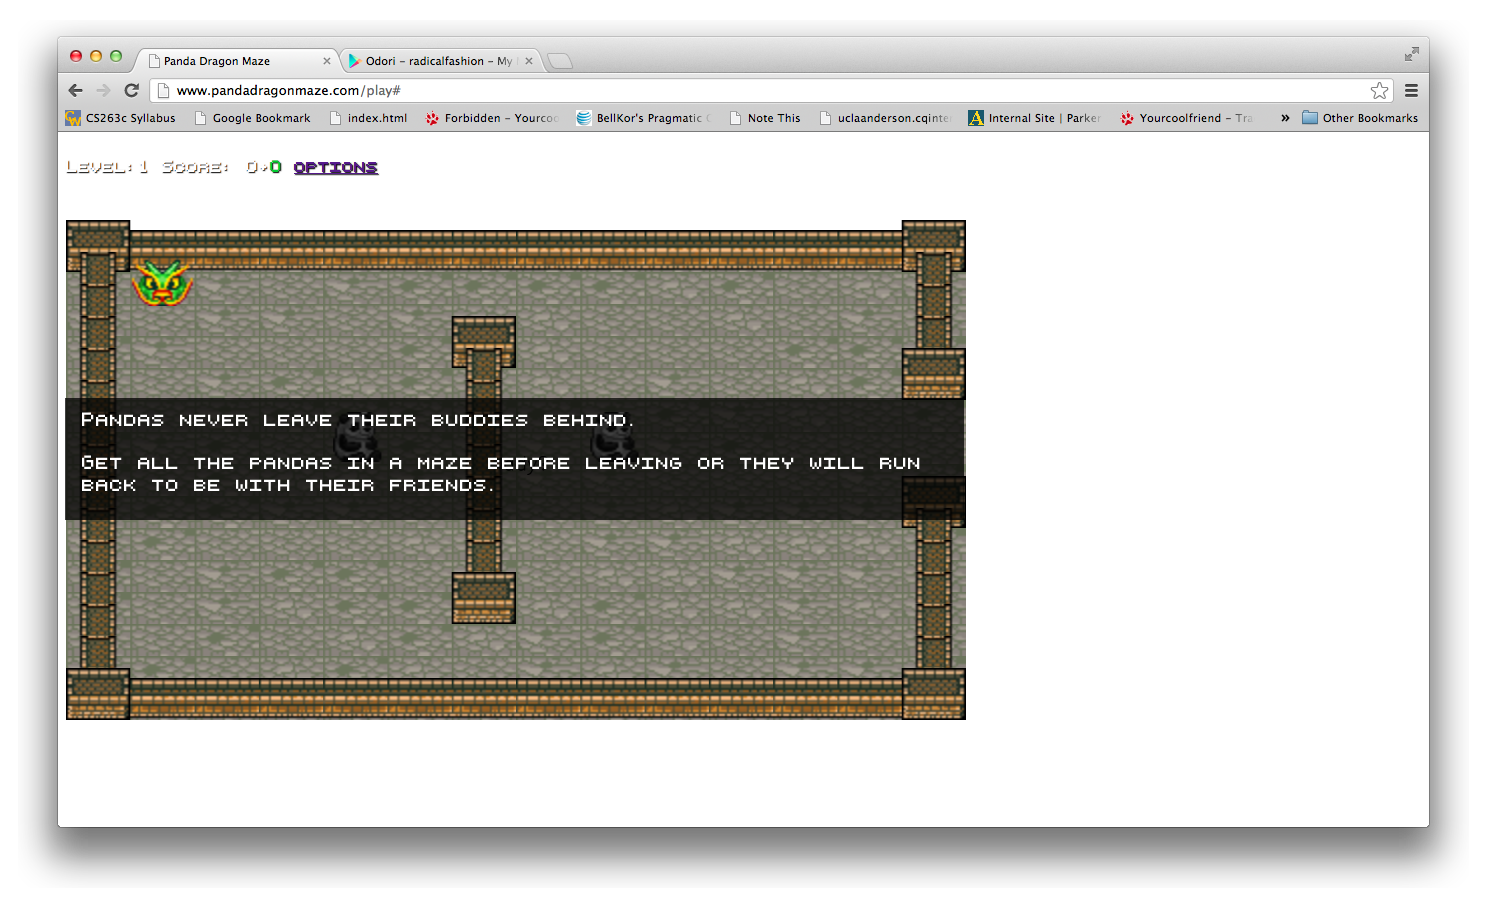 Panda Dragon Maze
Odori – radicalfashion – My
www.pandadragonmaze.com/play#
CS263c Syllabus
Google Bookmark
index.html
Forbidden – Yourcoo
BellKor's Pragmatic
Note This
uclaanderson.cqinte
Internal Site | Parker
Yourcoolfriend – Tra
»
Other Bookmarks
Level: 1 Score: 0+0 OPTIONS
Pandas never leave their buddies behind.
Get all the pandas in a maze before leaving or they will run
back to be with their friends.